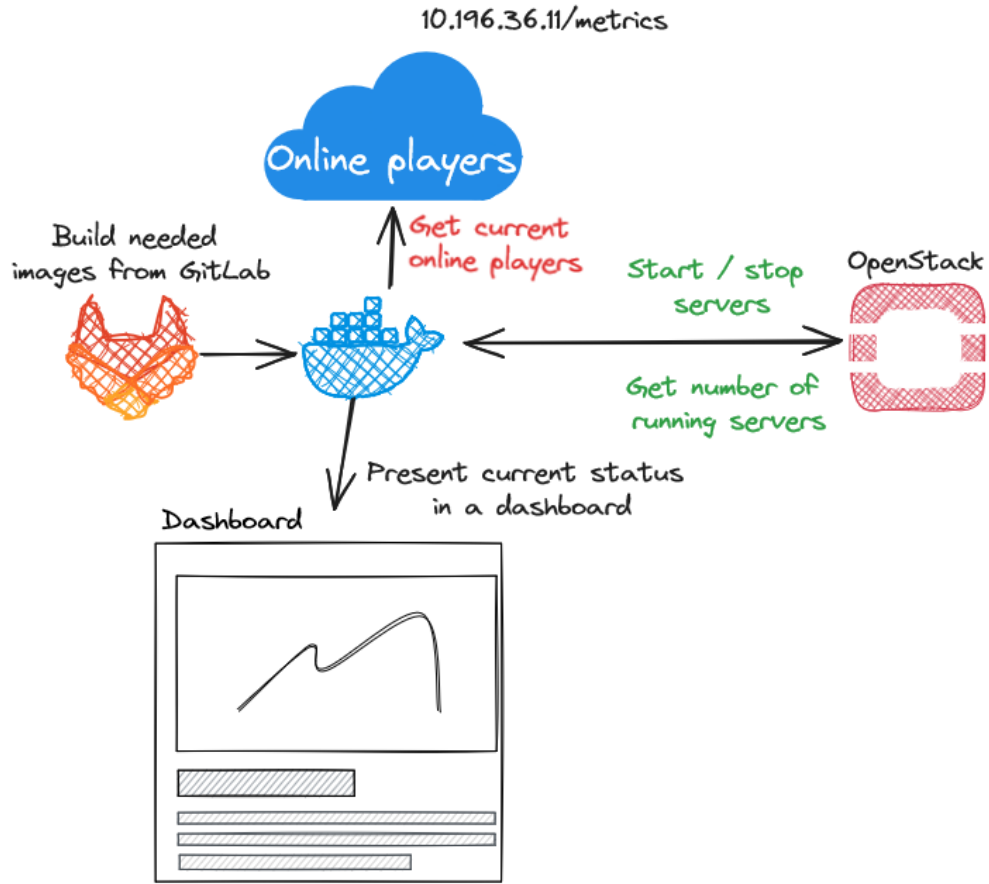 10.196.36.11/metrics
Online players
Get current
online players
Build needed
images from GitLab
Start / stop
servers
OpenStack
Get number of
running servers
Present current status
in a dashboard
Dashboard